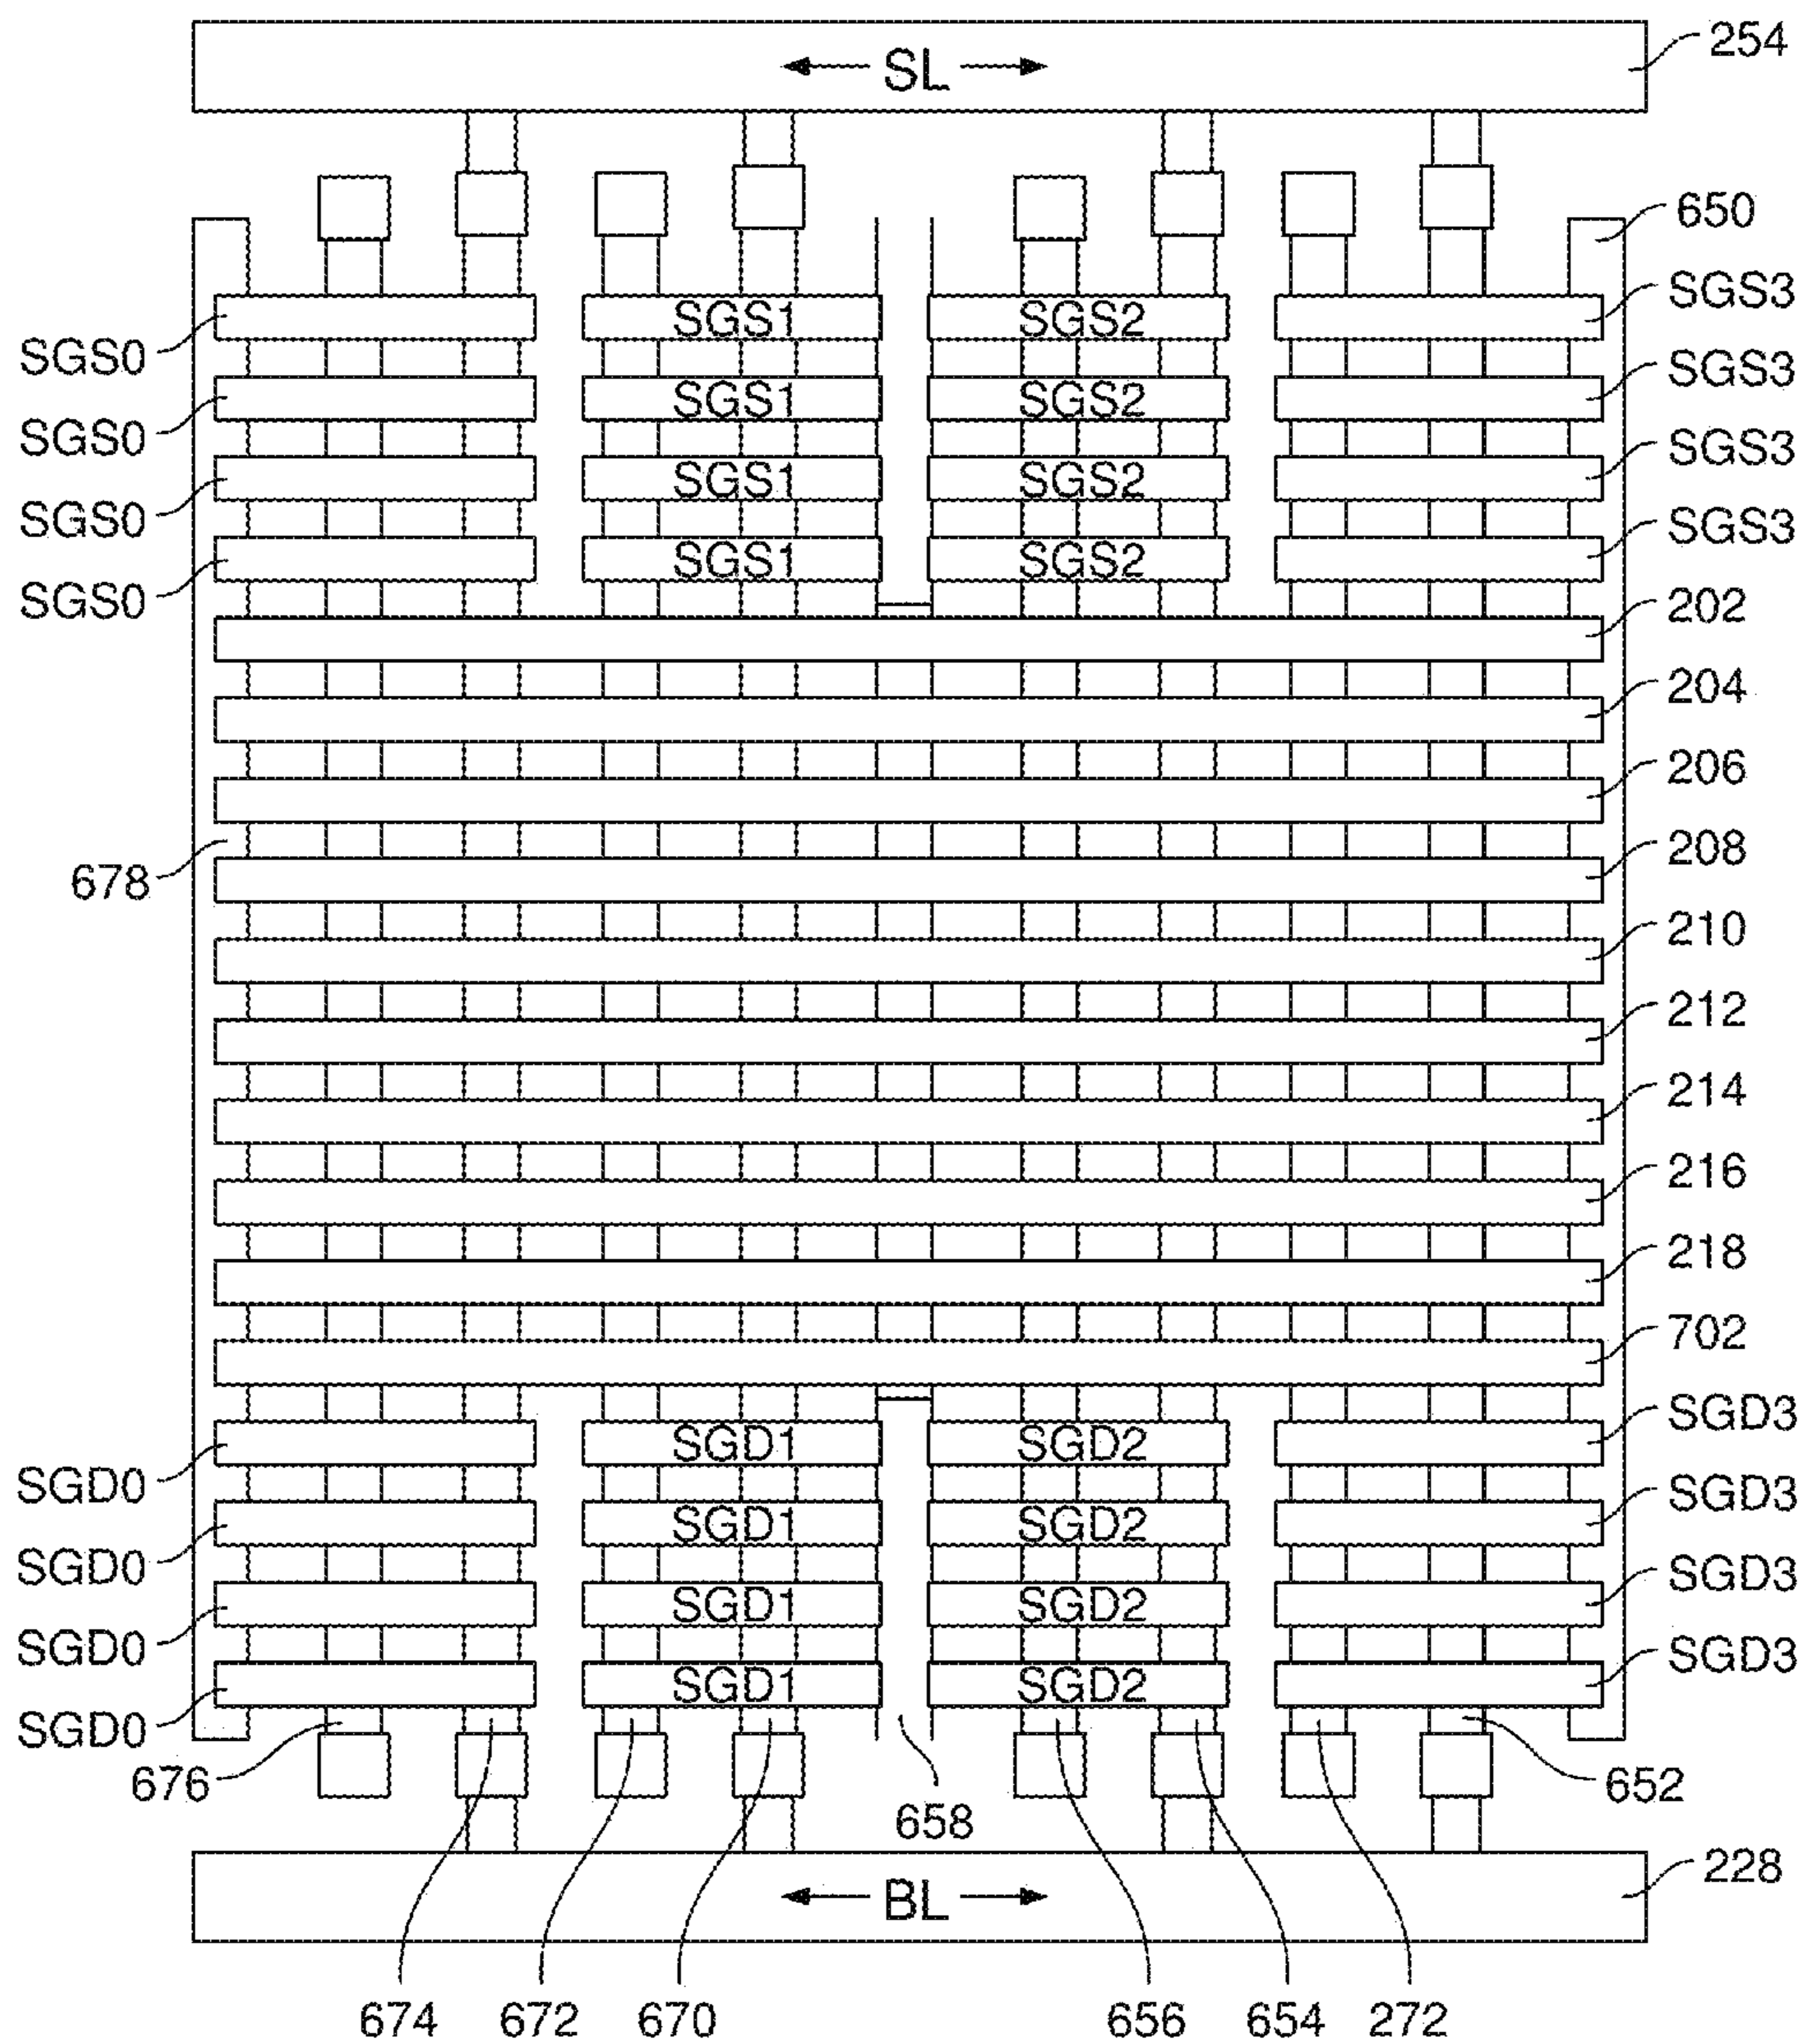 SL
254
650
SGS3
SGS1 SGS2
SGS0
SGS3
SGS1 SGS2
SGS0
SGS3
SGS1 SGS2
SGS0
SGS3
SGS1 SGS2
SGS0
202
204
206
208
678
210
212
214
216
218
702
SGD3
SGD1 SGD2
SGD0
SGD3
SGD1 SGD2
SGD0
SGD3
SGD1 SGD2
SGD0
SGD3
SGD1 SGD2
SGD0
676
652
658
228
BL
674 672 670 656 654 272